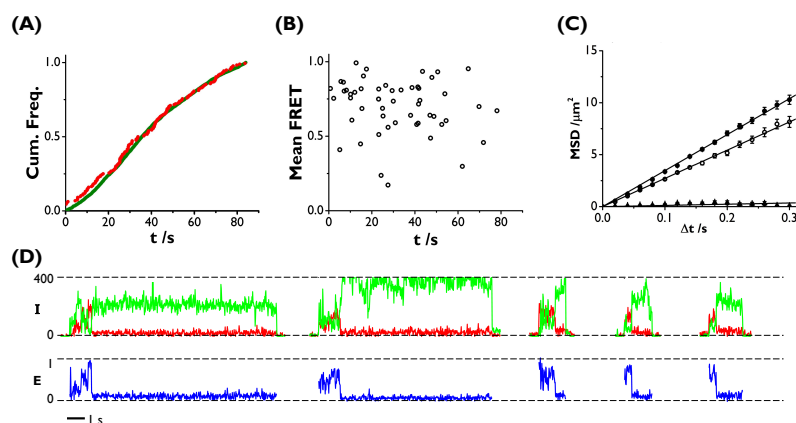 (A)
Cum. Freq.
1.0
0.5
0.0
0 20 40 60 80
t /s
(B)
Mean FRET
1.0
0.5
0.0
0 20 40 60 80
t /s
(C)
MSD /μm²
15
10
5
0
0.0 0.1 0.2 0.3
Δt /s
(D)
I
400
0
E
1
0
1 s